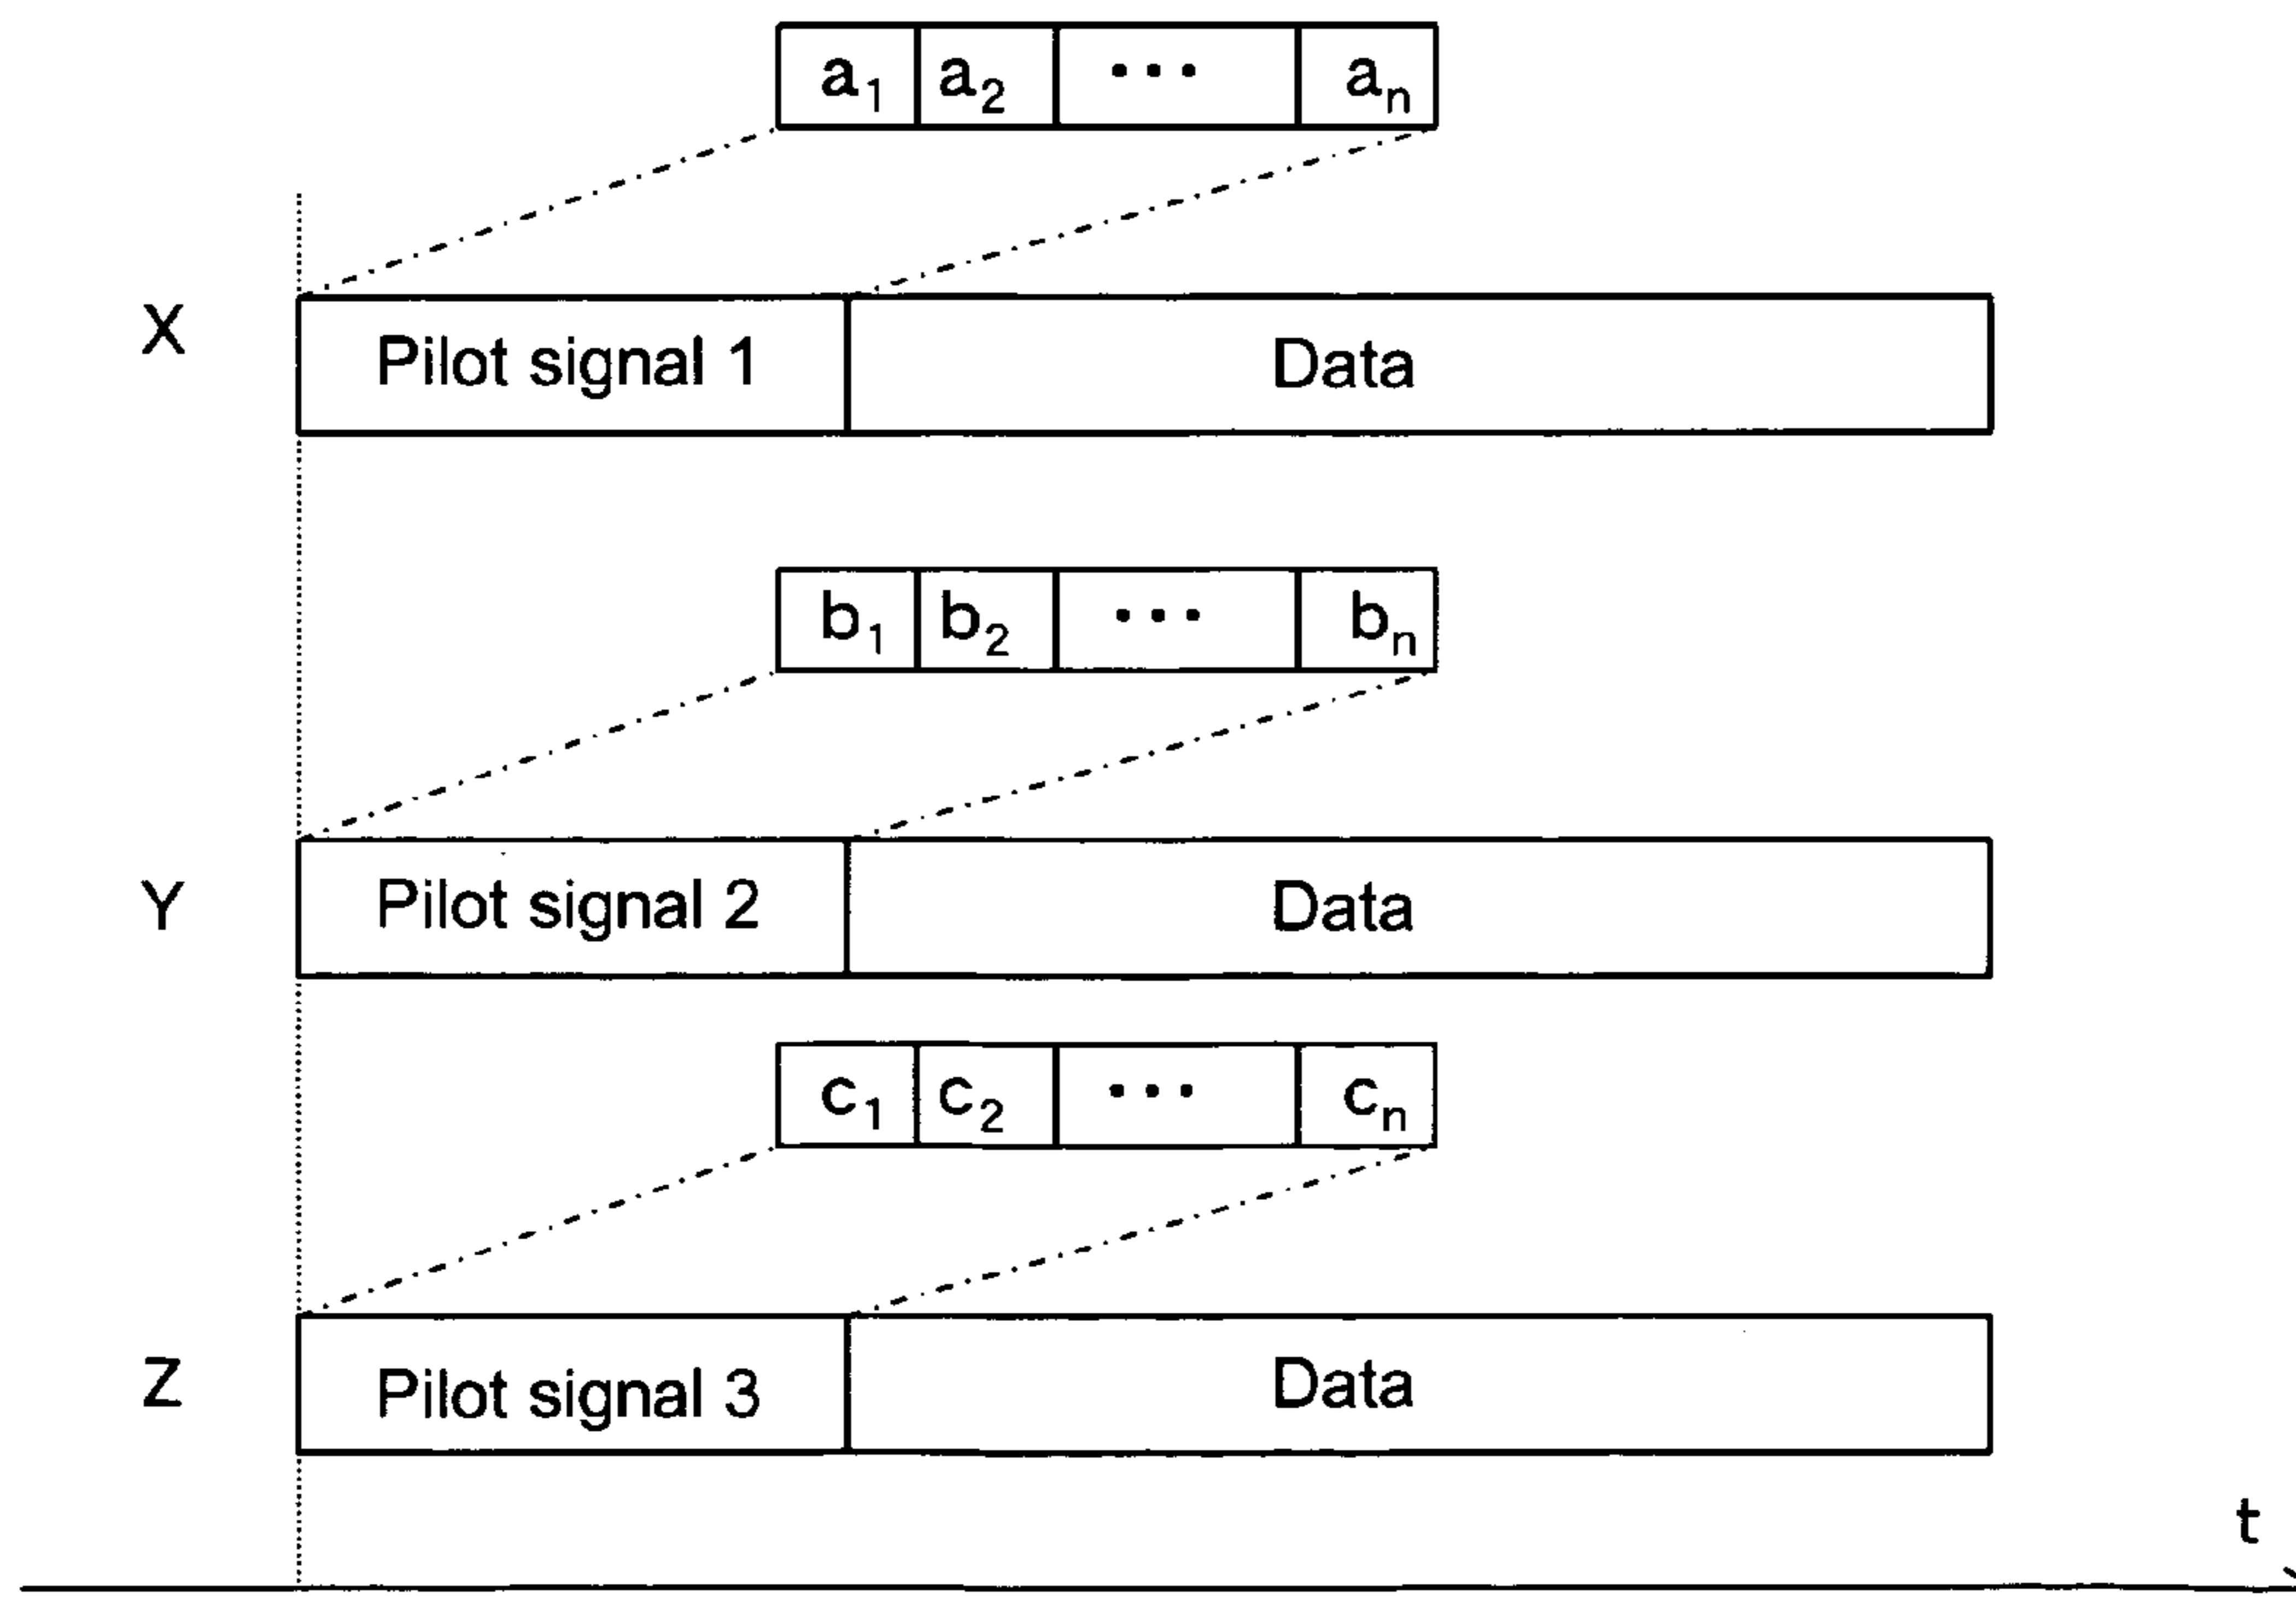 a1 a2 ••• an
X Pilot signal 1 Data
b1 b2 ••• bn
Y Pilot signal 2 Data
c1 c2 ••• cn
Z Pilot signal 3 Data
t